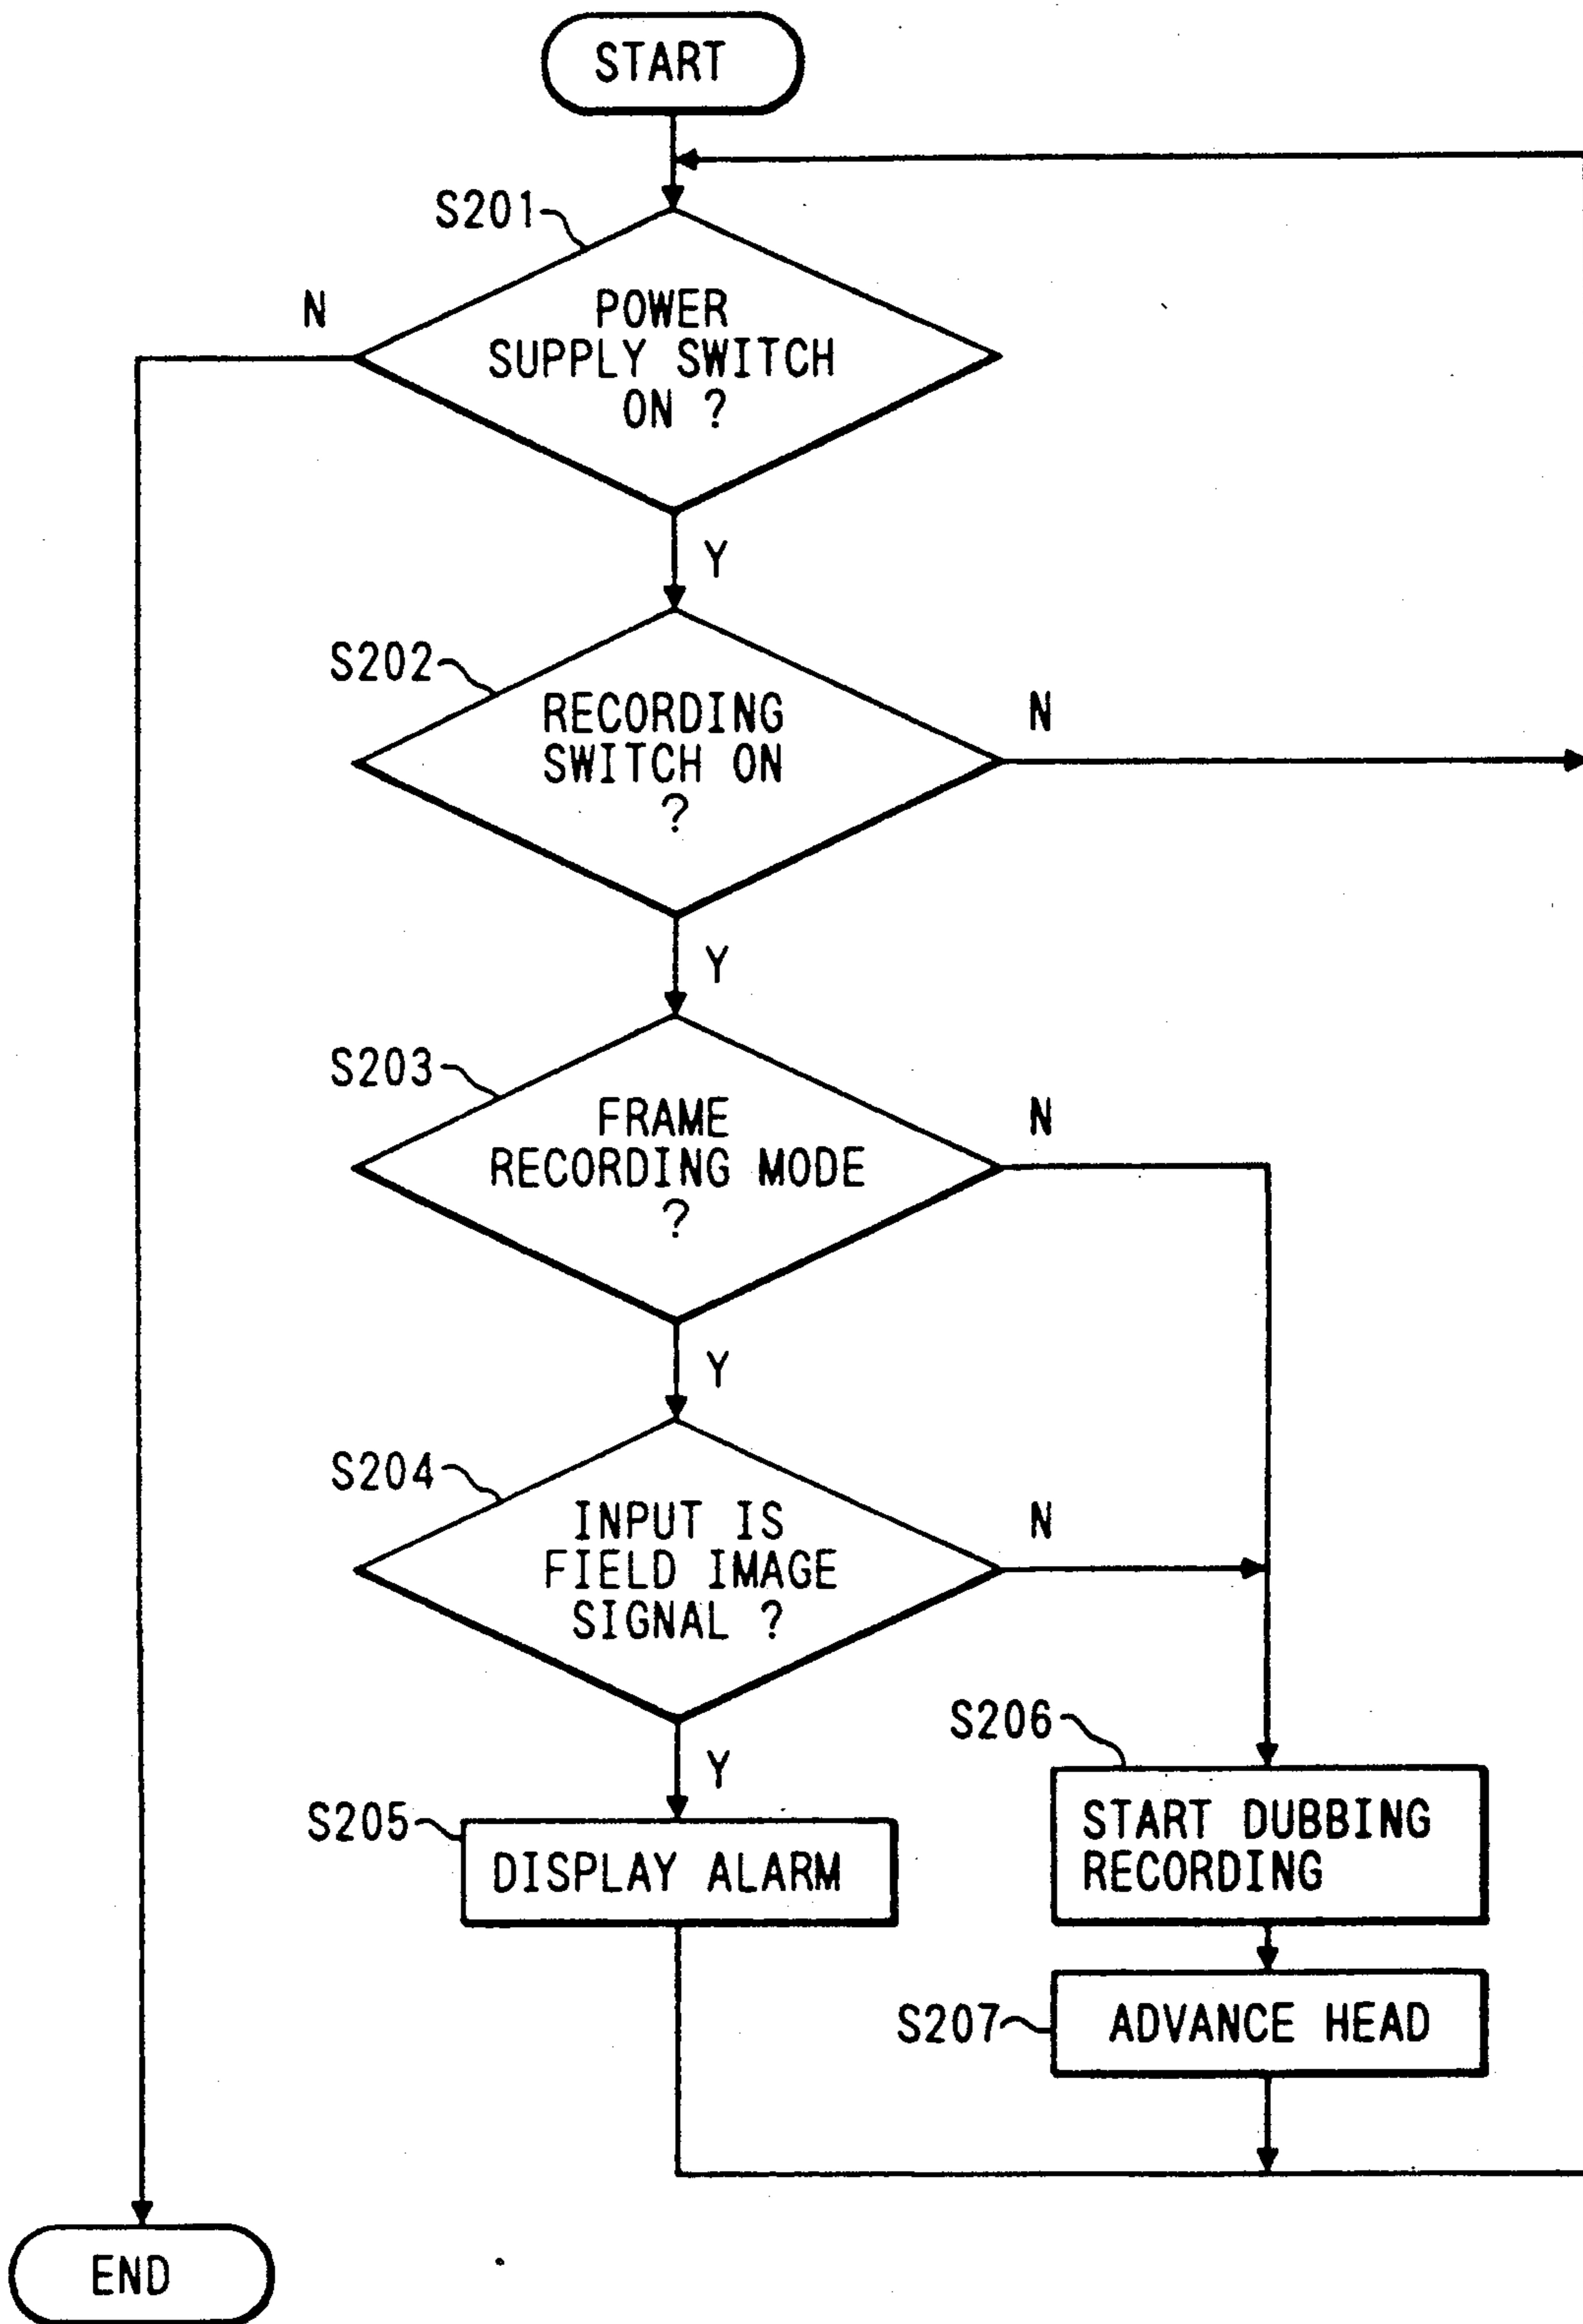 START
S201
N
POWER
SUPPLY SWITCH
ON ?
Y
S202
RECORDING
SWITCH ON
?
N
Y
S203
FRAME
RECORDING MODE
?
N
Y
S204
INPUT IS
FIELD IMAGE
SIGNAL ?
N
Y
S205
DISPLAY ALARM
S206
START DUBBING
RECORDING
S207
ADVANCE HEAD
END